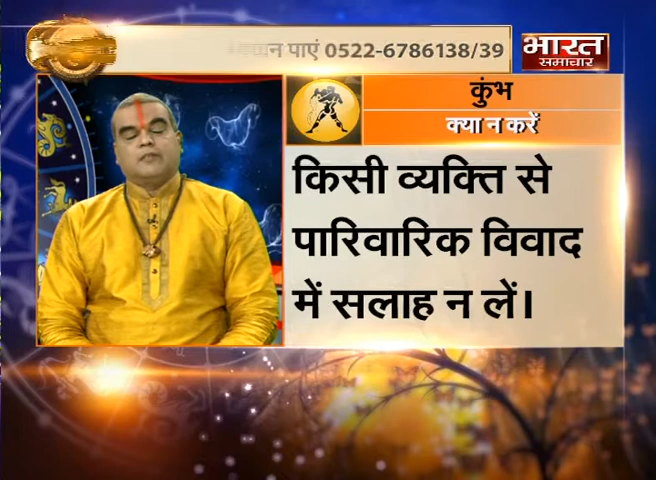 पाएं 0522-6786138/39
भारत
समाचार
कुंभ
क्या न करें
किसी व्यक्ति से
पारिवारिक विवाद
में सलाह न लें।